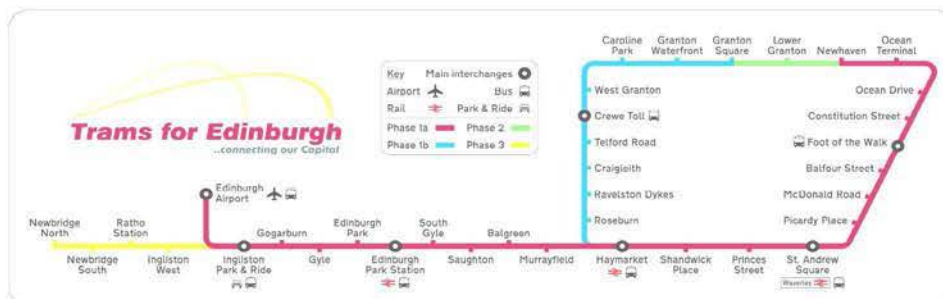 Trams for Edinburgh
..connecting our Capital
Key
Main interchanges
Airport
Bus
Rail
Park & Ride
Phase 1a
Phase 2
Phase 1b
Phase 3
Caroline
Park
Granton
Waterfront
Granton
Square
Lower
Granton
Newhaven
Ocean
Terminal
West Granton
Crewe Toll
Telford Road
Craigleith
Ravelston Dykes
Roseburn
Ocean Drive
Constitution Street
Foot of the Walk
Balfour Street
McDonald Road
Picardy Place
Edinburgh
Airport
Newbridge
North
Ratho
Station
Gogarburn
Edinburgh
Park
South
Gyle
Balgreen
Newbridge
South
Ingliston
West
Ingliston
Park & Ride
Gyle
Edinburgh
Park Station
Saughton
Murrayfield
Haymarket
Shandwick
Place
Princes
Street
St. Andrew
Square
Waverley